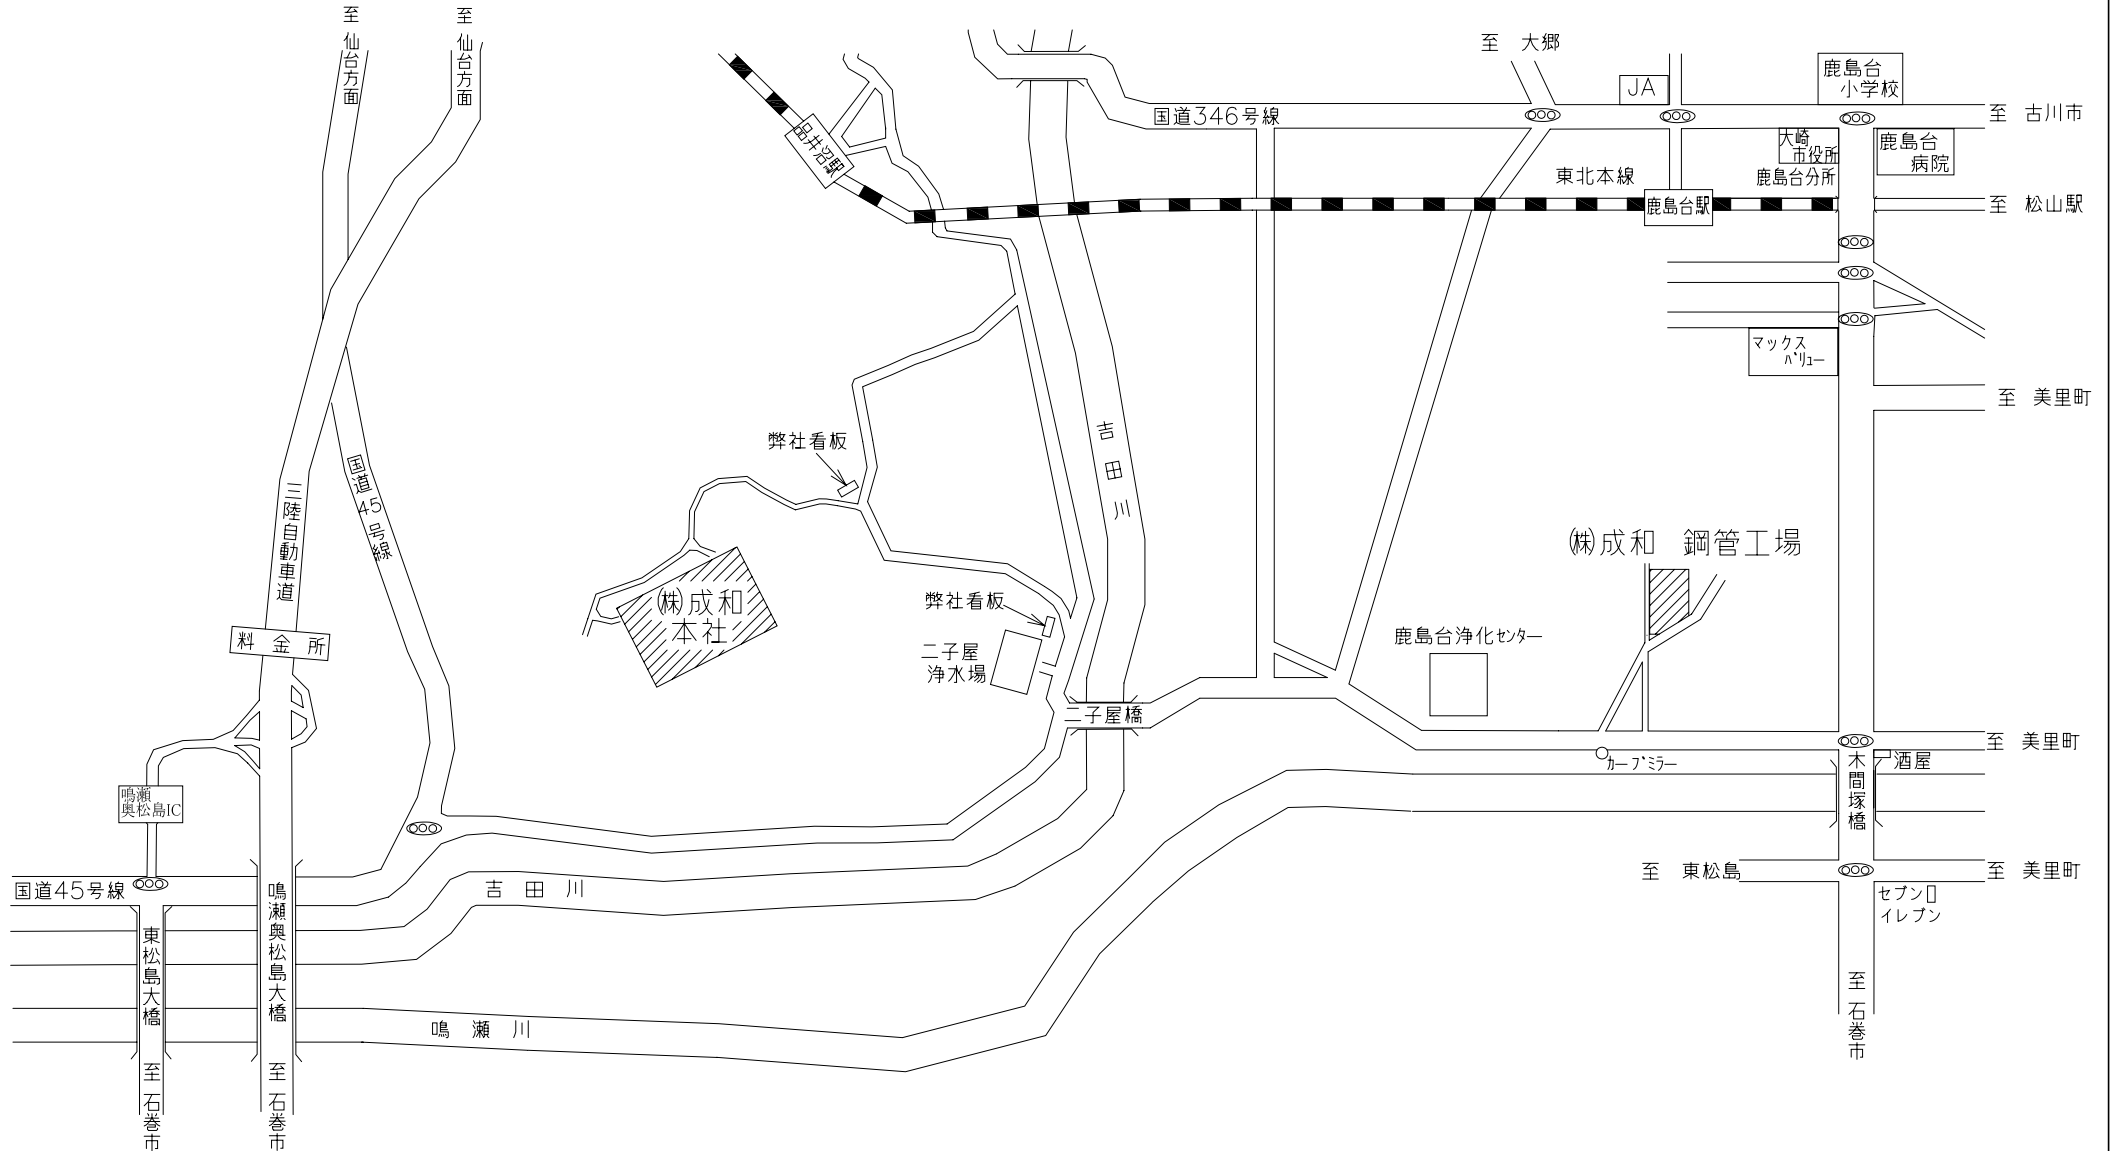 至 仙台方面
至 仙台方面
至 大郷
JA
鹿島台
小学校
国道346号線
至 古川市
品井沼駅
大崎
市役所
鹿島台分所
鹿島台
病院
東北本線
鹿島台駅
至 松山駅
マックス
バリュー
至 美里町
弊社看板
吉田川
国道45号線
三陸自動車道
㈱成和 鋼管工場
㈱成和
本社
弊社看板
鹿島台浄化センター
料金所
二子屋
浄水場
二子屋橋
至 美里町
カーブミラー
酒屋
木間塚橋
鳴瀬
奥松島IC
至 東松島
至 美里町
国道45号線
吉田川
セブン
イレブン
東松島大橋
鳴瀬奥松島大橋
鳴瀬川
至 石巻市
至 石巻市
至 石巻市